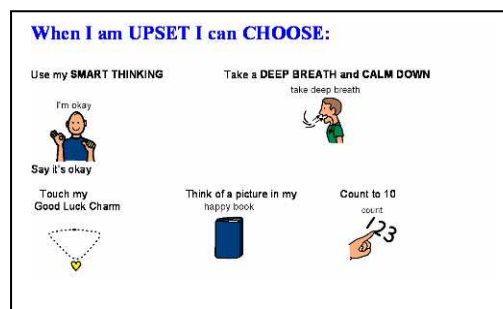 When I am UPSET I can CHOOSE:
Use my SMART THINKING
Take a DEEP BREATH and CALM DOWN
take deep breath
I'm okay
Say it's okay
Touch my
Good Luck Charm
Think of a picture in my
happy book
Count to 10
count
123